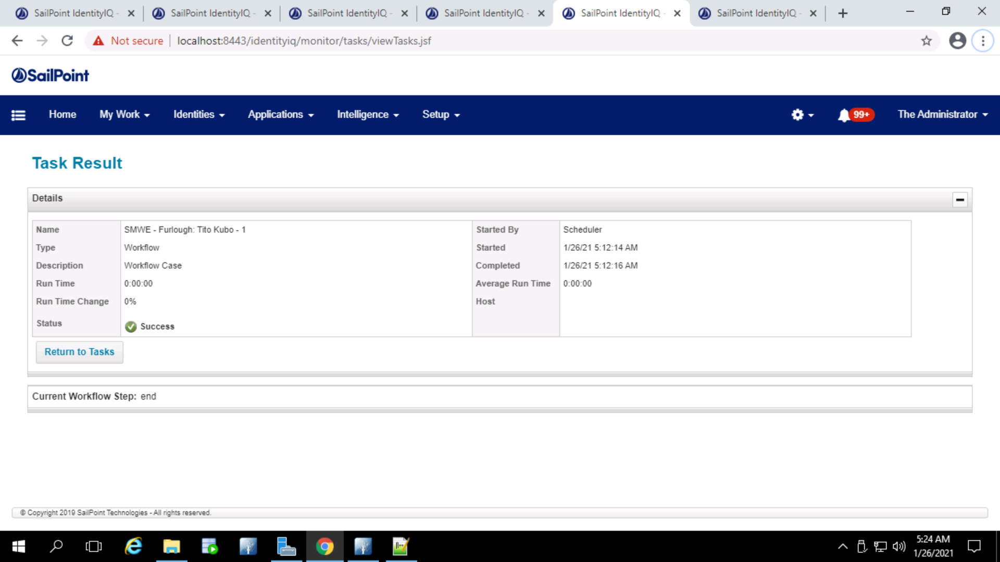 SailPoint IdentityIQ - SailPoint IdentityIQ - SailPoint IdentityIQ - SailPoint IdentityIQ - SailPoint IdentityIQ - SailPoint IdentityIQ -
Not secure localhost:8443/identityiq/monitor/tasks/viewTasks.jsf
SailPoint
Home My Work Identities Applications Intelligence Setup 99+ The Administrator
Task Result
Details
Name SMWE - Furlough: Tito Kubo - 1 Started By Scheduler
Type Workflow Started 1/26/21 5:12:14 AM
Description Workflow Case Completed 1/26/21 5:12:16 AM
Run Time 0:00:00 Average Run Time 0:00:00
Run Time Change 0% Host
Status Success
Return to Tasks
Current Workflow Step: end
© Copyright 2019 SailPoint Technologies - All rights reserved.
5:24 AM
1/26/2021